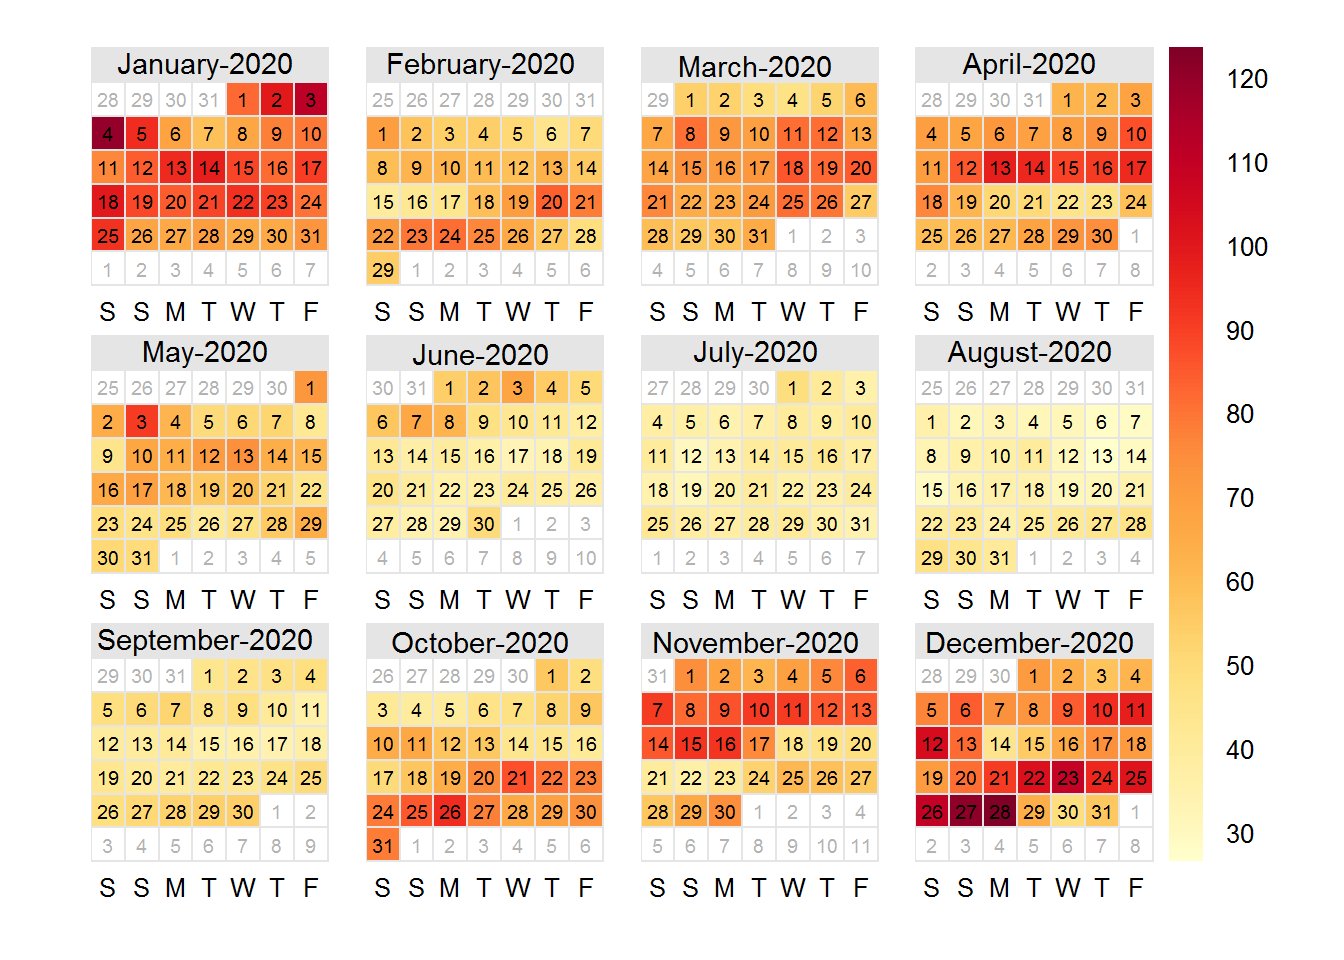 January-2020 February-2020 March-2020 April-2020 120
28 29 30 31 1 2 3 25 26 27 28 29 30 31 29 1 2 3 4 5 6 28 29 30 31 1 2 3
4 5 6 7 8 9 10 1 2 3 4 5 6 7 7 8 9 10 11 12 13 4 5 6 7 8 9 10 110
11 12 13 14 15 16 17 8 9 10 11 12 13 14 14 15 16 17 18 19 20 11 12 13 14 15 16 17
18 19 20 21 22 23 24 15 16 17 18 19 20 21 21 22 23 24 25 26 27 18 19 20 21 22 23 24
25 26 27 28 29 30 31 22 23 24 25 26 27 28 28 29 30 31 1 2 3 25 26 27 28 29 30 1 100
1 2 3 4 5 6 7 29 1 2 3 4 5 6 4 5 6 7 8 9 10 2 3 4 5 6 7 8
S S M T W T F S S M T W T F S S M T W T F S S M T W T F
90
May-2020 June-2020 July-2020 August-2020
25 26 27 28 29 30 1 30 31 1 2 3 4 5 27 28 29 30 1 2 3 25 26 27 28 29 30 31
2 3 4 5 6 7 8 6 7 8 9 10 11 12 4 5 6 7 8 9 10 1 2 3 4 5 6 7 80
9 10 11 12 13 14 15 13 14 15 16 17 18 19 11 12 13 14 15 16 17 8 9 10 11 12 13 14
16 17 18 19 20 21 22 20 21 22 23 24 25 26 18 19 20 21 22 23 24 15 16 17 18 19 20 21 70
23 24 25 26 27 28 29 27 28 29 30 1 2 3 25 26 27 28 29 30 31 22 23 24 25 26 27 28
30 31 1 2 3 4 5 4 5 6 7 8 9 10 1 2 3 4 5 6 7 29 30 31 1 2 3 4
60
S S M T W T F S S M T W T F S S M T W T F S S M T W T F
September-2020 October-2020 November-2020 December-2020
29 30 31 1 2 3 4 26 27 28 29 30 1 2 31 1 2 3 4 5 6 28 29 30 1 2 3 4 50
5 6 7 8 9 10 11 3 4 5 6 7 8 9 7 8 9 10 11 12 13 5 6 7 8 9 10 11
12 13 14 15 16 17 18 10 11 12 13 14 15 16 14 15 16 17 18 19 20 12 13 14 15 16 17 18 40
19 20 21 22 23 24 25 17 18 19 20 21 22 23 21 22 23 24 25 26 27 19 20 21 22 23 24 25
26 27 28 29 30 1 2 24 25 26 27 28 29 30 28 29 30 1 2 3 4 26 27 28 29 30 31 1
3 4 5 6 7 8 9 31 1 2 3 4 5 6 5 6 7 8 9 10 11 2 3 4 5 6 7 8 30
S S M T W T F S S M T W T F S S M T W T F S S M T W T F